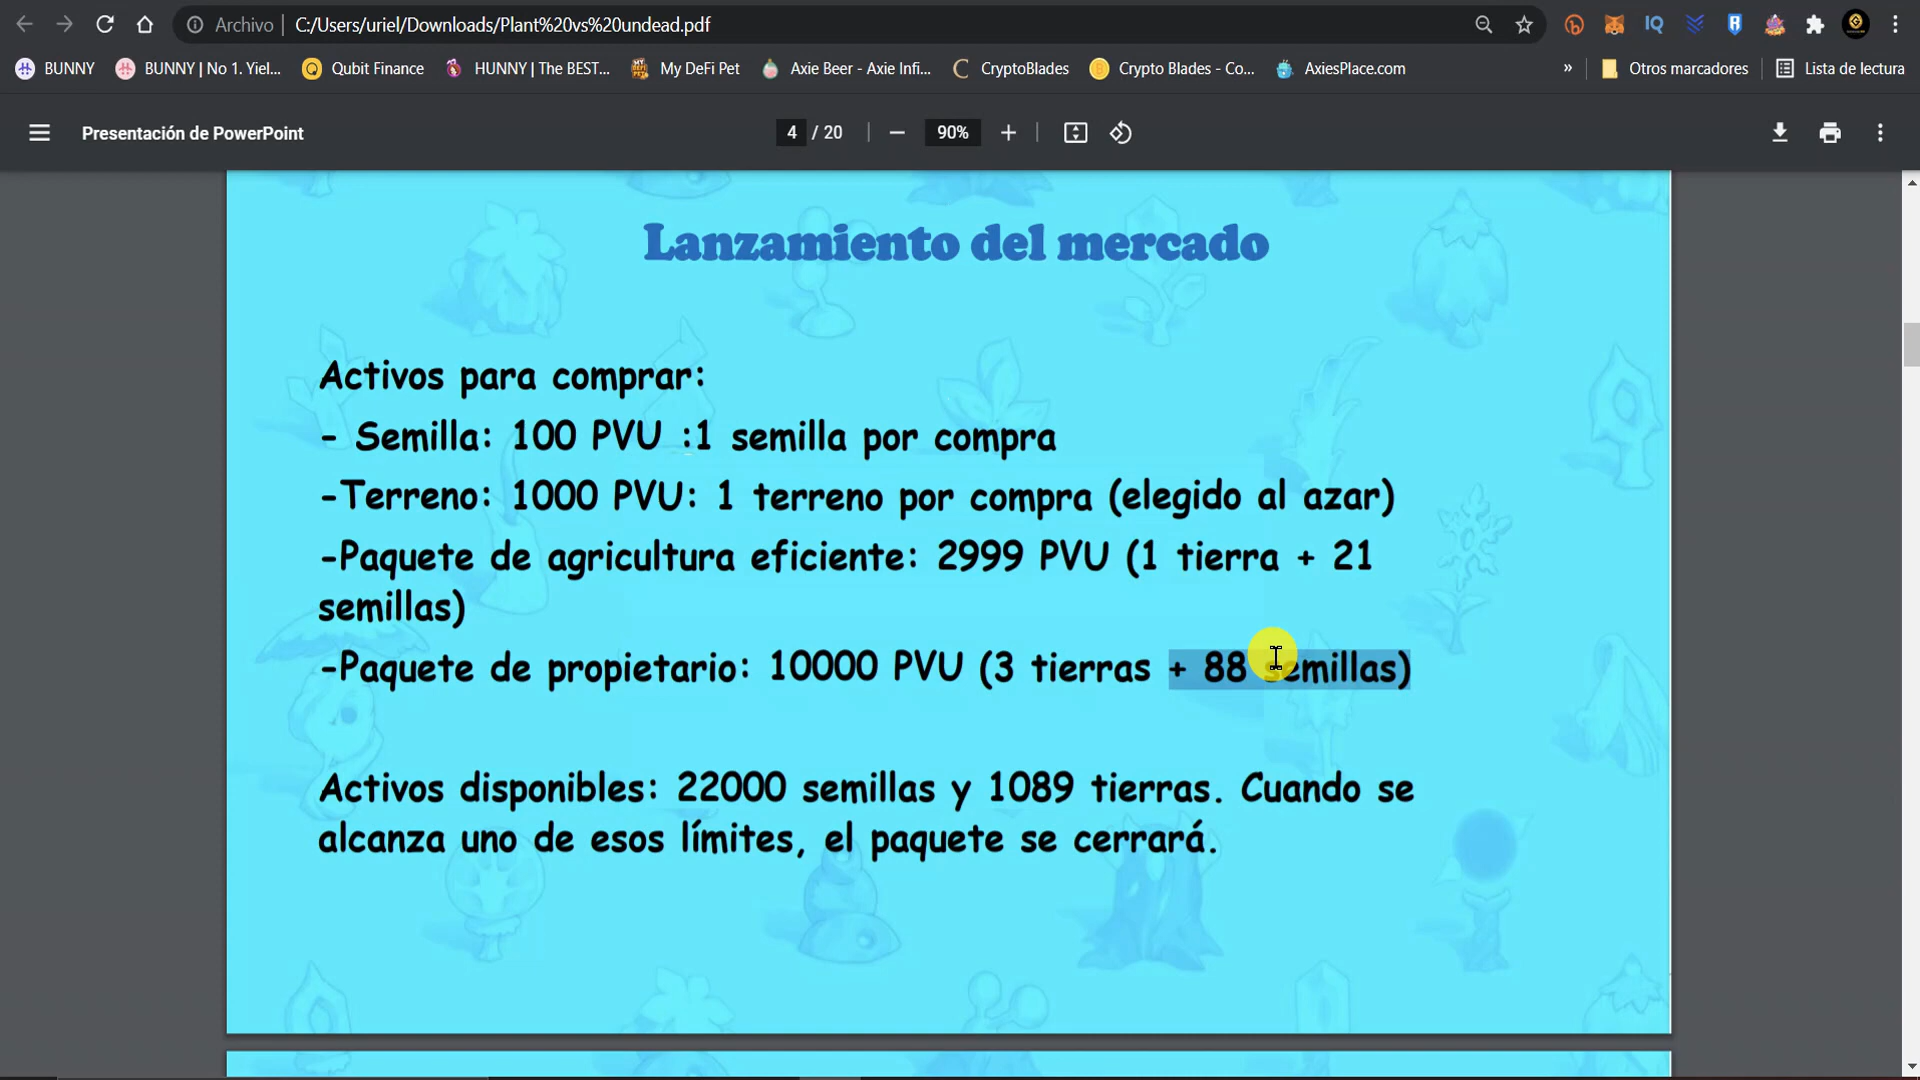 Archivo C:/Users/uriel/Downloads/Plant%20vs%20undead.pdf
BUNNY BUNNY | No 1. Yiel... Qubit Finance HUNNY | The BEST... My DeFi Pet Axie Beer - Axie Infi... CryptoBlades Crypto Blades - Co... AxiesPlace.com » Otros marcadores Lista de lectura
Presentación de PowerPoint 4 / 20 90%
Lanzamiento del mercado
Activos para comprar:
- Semilla: 100 PVU :1 semilla por compra
-Terreno: 1000 PVU: 1 terreno por compra (elegido al azar)
-Paquete de agricultura eficiente: 2999 PVU (1 tierra + 21
semillas)
-Paquete de propietario: 10000 PVU (3 tierras + 88 semillas)
Activos disponibles: 22000 semillas y 1089 tierras. Cuando se
alcanza uno de esos límites, el paquete se cerrará.